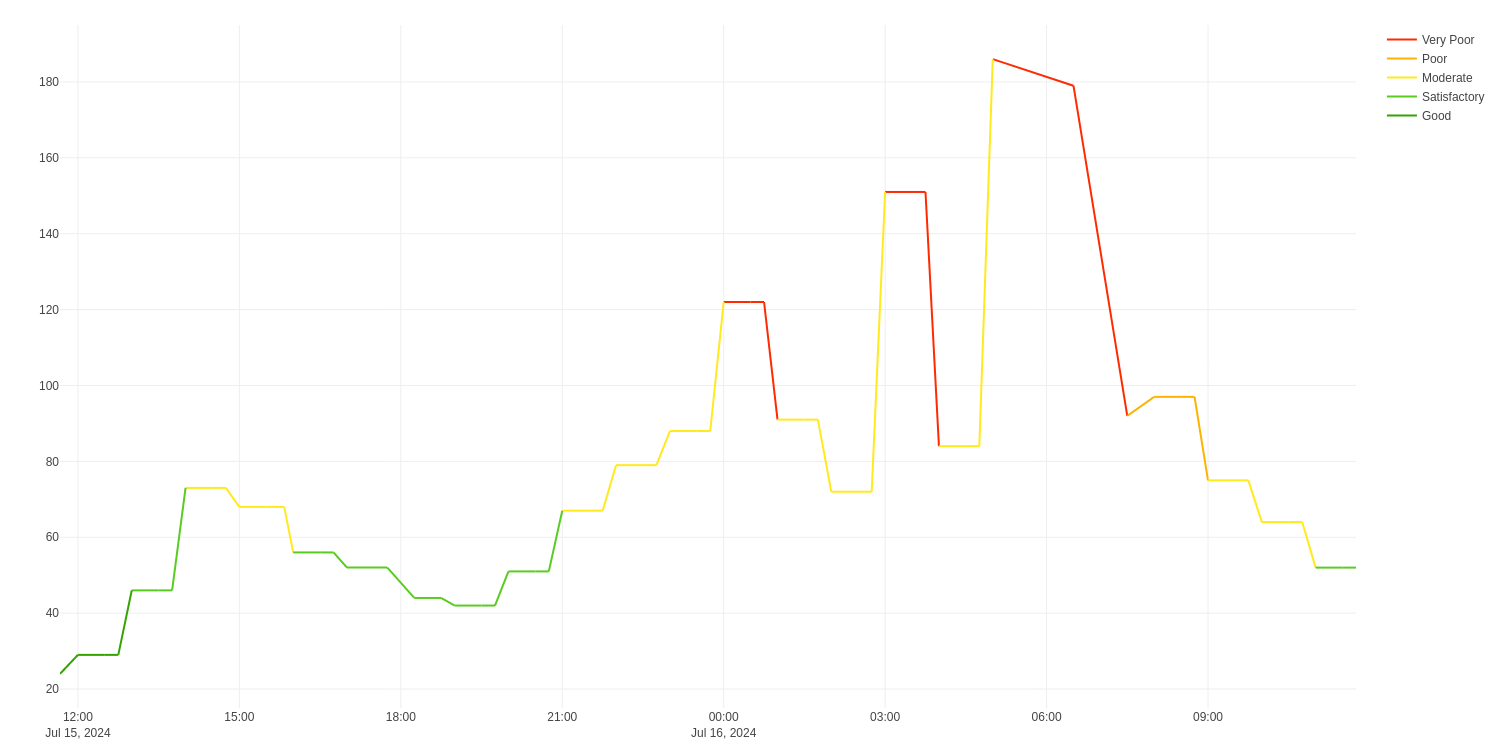 180
160
140
120
100
80
60
40
20
12:00
Jul 15, 2024
15:00
18:00
21:00
00:00
Jul 16, 2024
03:00
06:00
09:00
Very Poor
Poor
Moderate
Satisfactory
Good